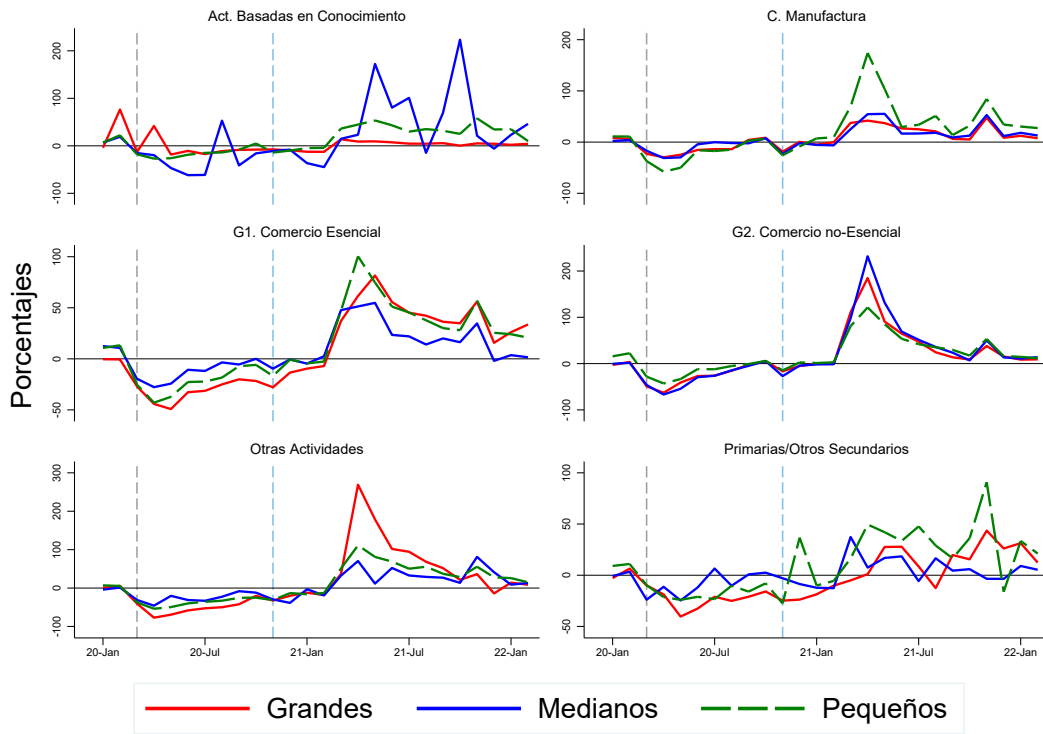 Act. Basadas en Conocimiento
C. Manufactura
200
100
0
-100
200
100
0
-100
G1. Comercio Esencial
G2. Comercio no-Esencial
Porcentajes
100
50
0
-50
200
100
0
-100
Otras Actividades
Primarias/Otros Secundarios
300
200
100
0
-100
100
50
0
-50
20-Jan 20-Jul 21-Jan 21-Jul 22-Jan
20-Jan 20-Jul 21-Jan 21-Jul 22-Jan
Grandes Medianos Pequeños